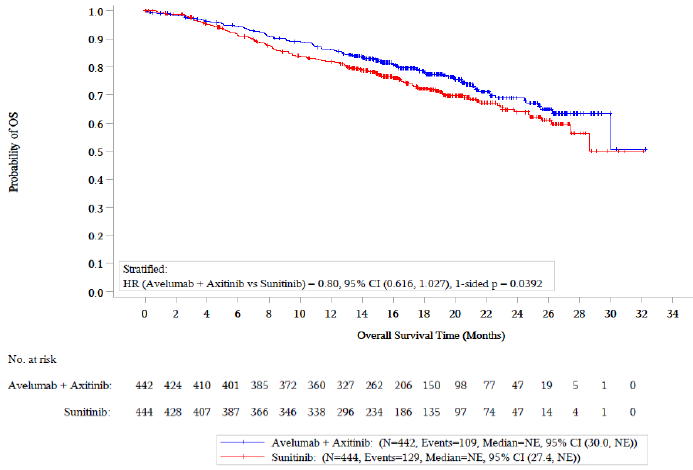 1.0
0.9
0.8
0.7
0.6
0.5
0.4
0.3
0.2
0.1
0.0
Probability of OS
Stratified:
HR (Avelumab + Axitinib vs Sunitinib) = 0.80, 95% CI (0.616, 1.027), 1-sided p = 0.0392
0 2 4 6 8 10 12 14 16 18 20 22 24 26 28 30 32 34
Overall Survival Time (Months)
No. at risk
Avelumab + Axitinib: 442 424 410 401 385 372 360 327 262 206 150 98 77 47 19 5 1 0
Sunitinib: 444 428 407 387 366 346 338 296 234 186 135 97 74 47 14 4 1 0
Avelumab + Axitinib: (N=442, Events=109, Median=NE, 95% CI (30.0, NE))
Sunitinib: (N=444, Events=129, Median=NE, 95% CI (27.4, NE))